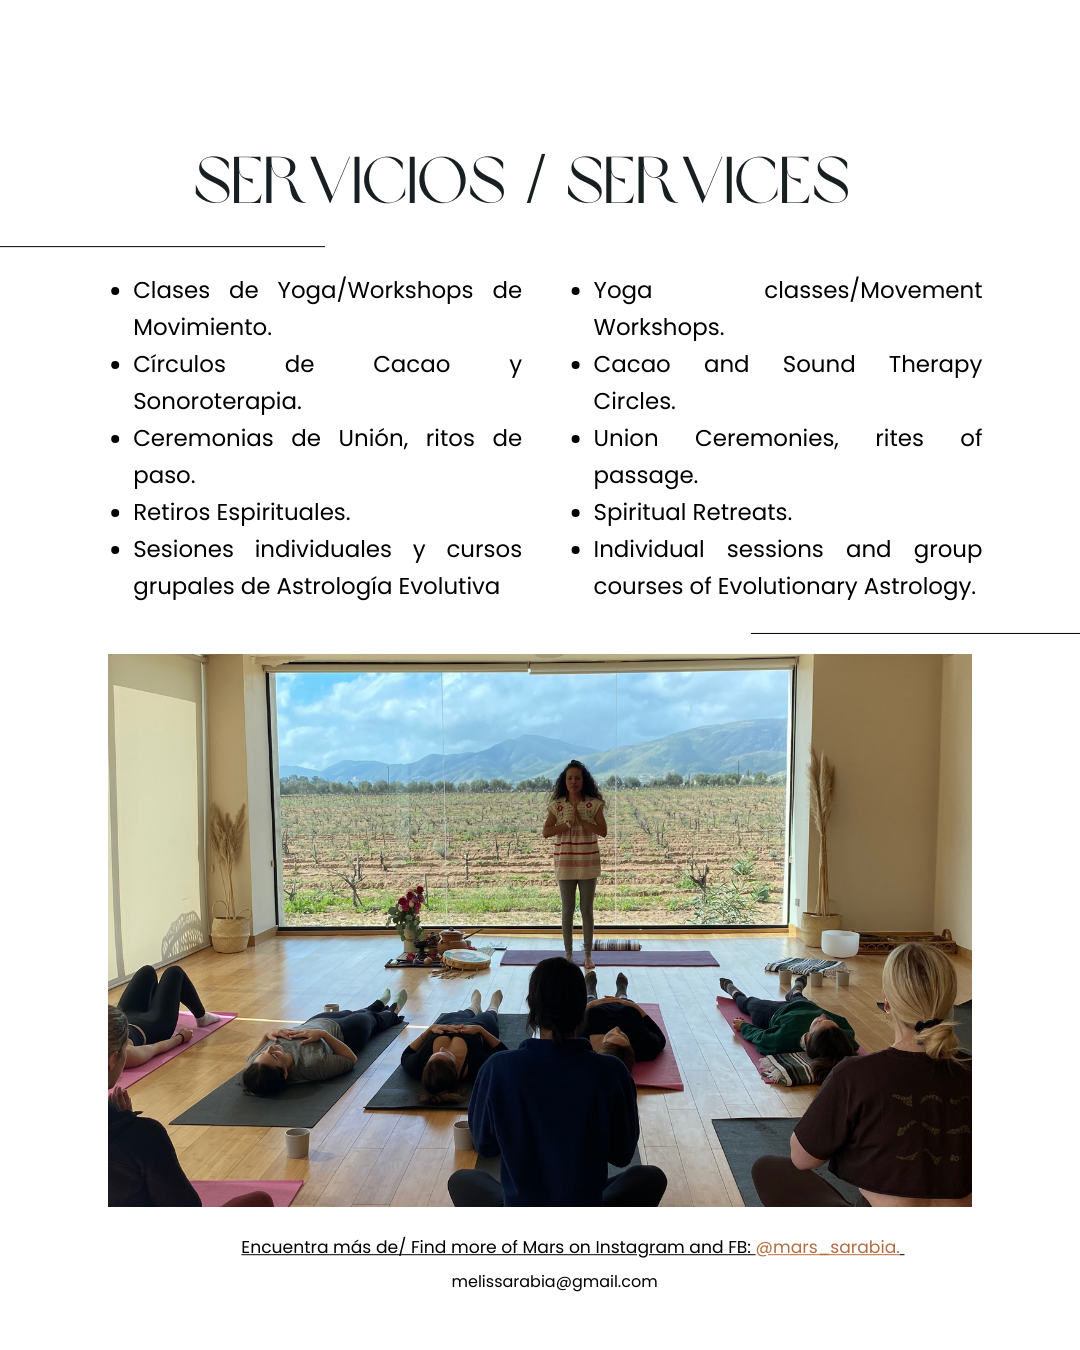 SERVICIOS / SERVICES
• Clases de Yoga/Workshops de
Movimiento.
• Círculos de Cacao y
Sonoroterapia.
• Ceremonias de Unión, ritos de
paso.
• Retiros Espirituales.
• Sesiones individuales y cursos
grupales de Astrología Evolutiva
• Yoga classes/Movement
Workshops.
• Cacao and Sound Therapy
Circles.
• Union Ceremonies, rites of
passage.
• Spiritual Retreats.
• Individual sessions and group
courses of Evolutionary Astrology.
Encuentra más de/ Find more of Mars on Instagram and FB: @mars_sarabia.
melissarabia@gmail.com